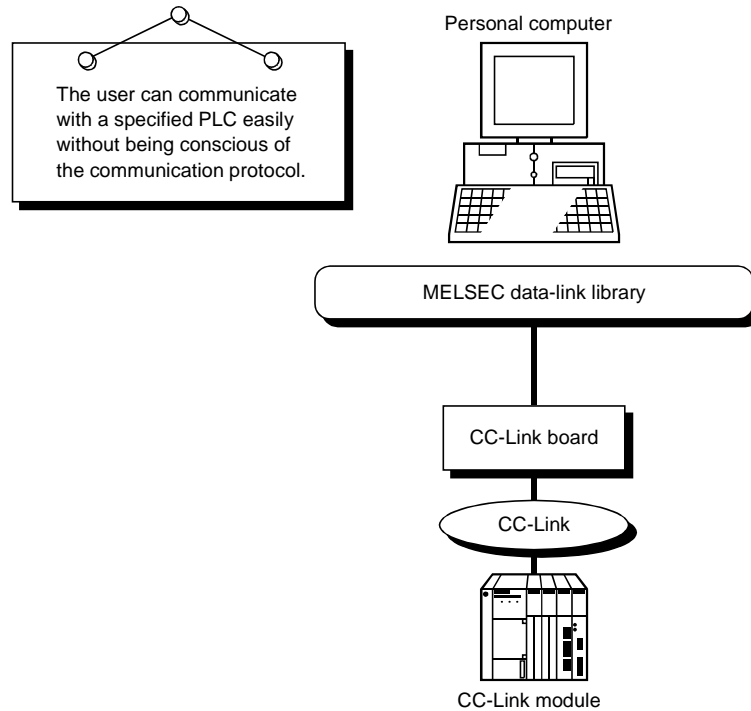 Personal computer
The user can communicate
with a specified PLC easily
without being conscious of
the communication protocol.
MELSEC data-link library
CC-Link board
CC-Link
CC-Link module